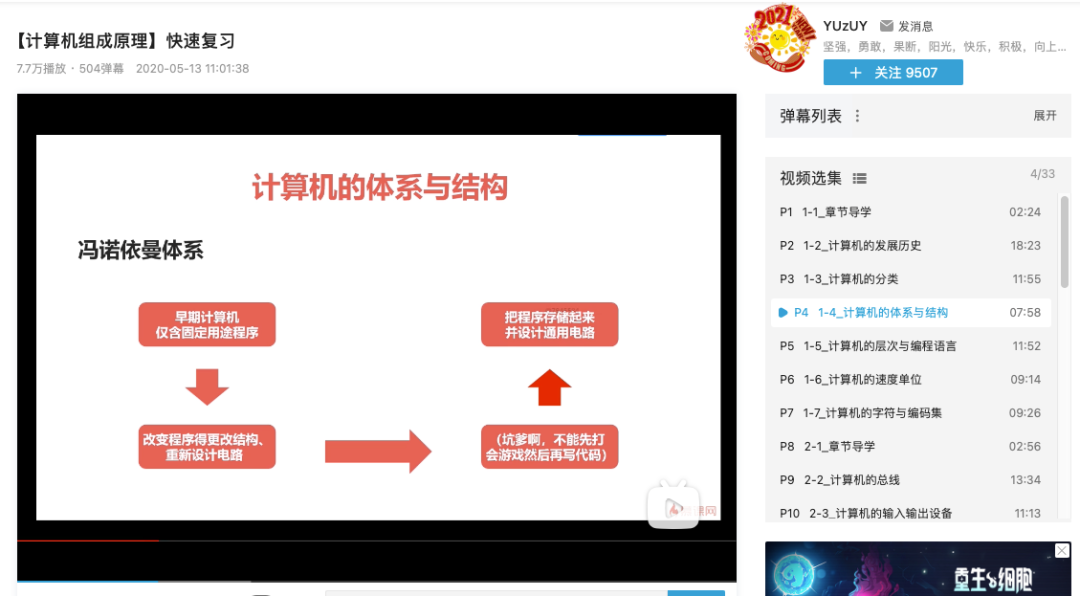 【计算机组成原理】快速复习
7.7万播放 · 504弹幕 2020-05-13 11:01:38
2021
YUzUY 发消息
坚强，勇敢，果断，阳光，快乐，积极，向上...
+ 关注 9507
计算机的体系与结构
冯诺依曼体系
早期计算机
仅含固定用途程序
把程序存储起来
并设计通用电路
改变程序得更改结构、
重新设计电路
（坑爹啊，不能先打
会游戏然后再写代码）
课网
弹幕列表
展开
视频选集
4/33
P1 1-1_章节导学 02:24
P2 1-2_计算机的发展历史 18:23
P3 1-3_计算机的分类 11:55
P4 1-4_计算机的体系与结构 07:58
P5 1-5_计算机的层次与编程语言 11:52
P6 1-6_计算机的速度单位 09:14
P7 1-7_计算机的字符与编码集 09:26
P8 2-1_章节导学 02:56
P9 2-2_计算机的总线 13:34
P10 2-3_计算机的输入输出设备 11:13
重生细胞